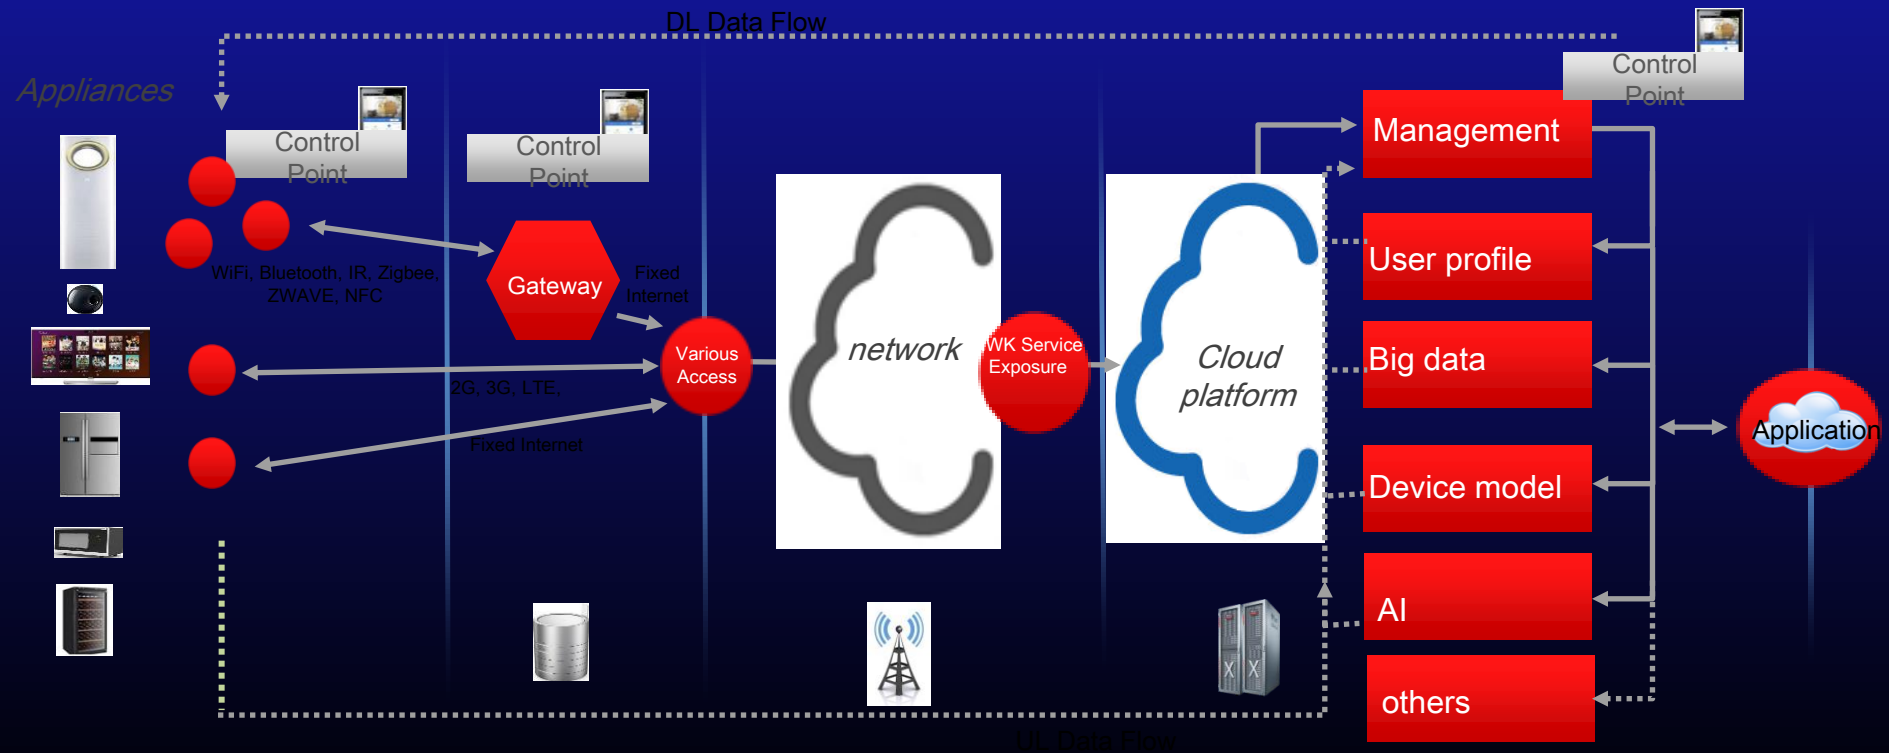 DL Data Flow
Appliances
Control
Point
Control
Point
Control
Point
WiFi, Bluetooth, IR, Zigbee,
ZWAVE, NFC
Gateway
Fixed
Internet
Various
Access
2G, 3G, LTE,
Fixed Internet
network
WK Service
Exposure
Cloud
platform
Management
User profile
Big data
Device model
AI
others
Application
UL Data Flow